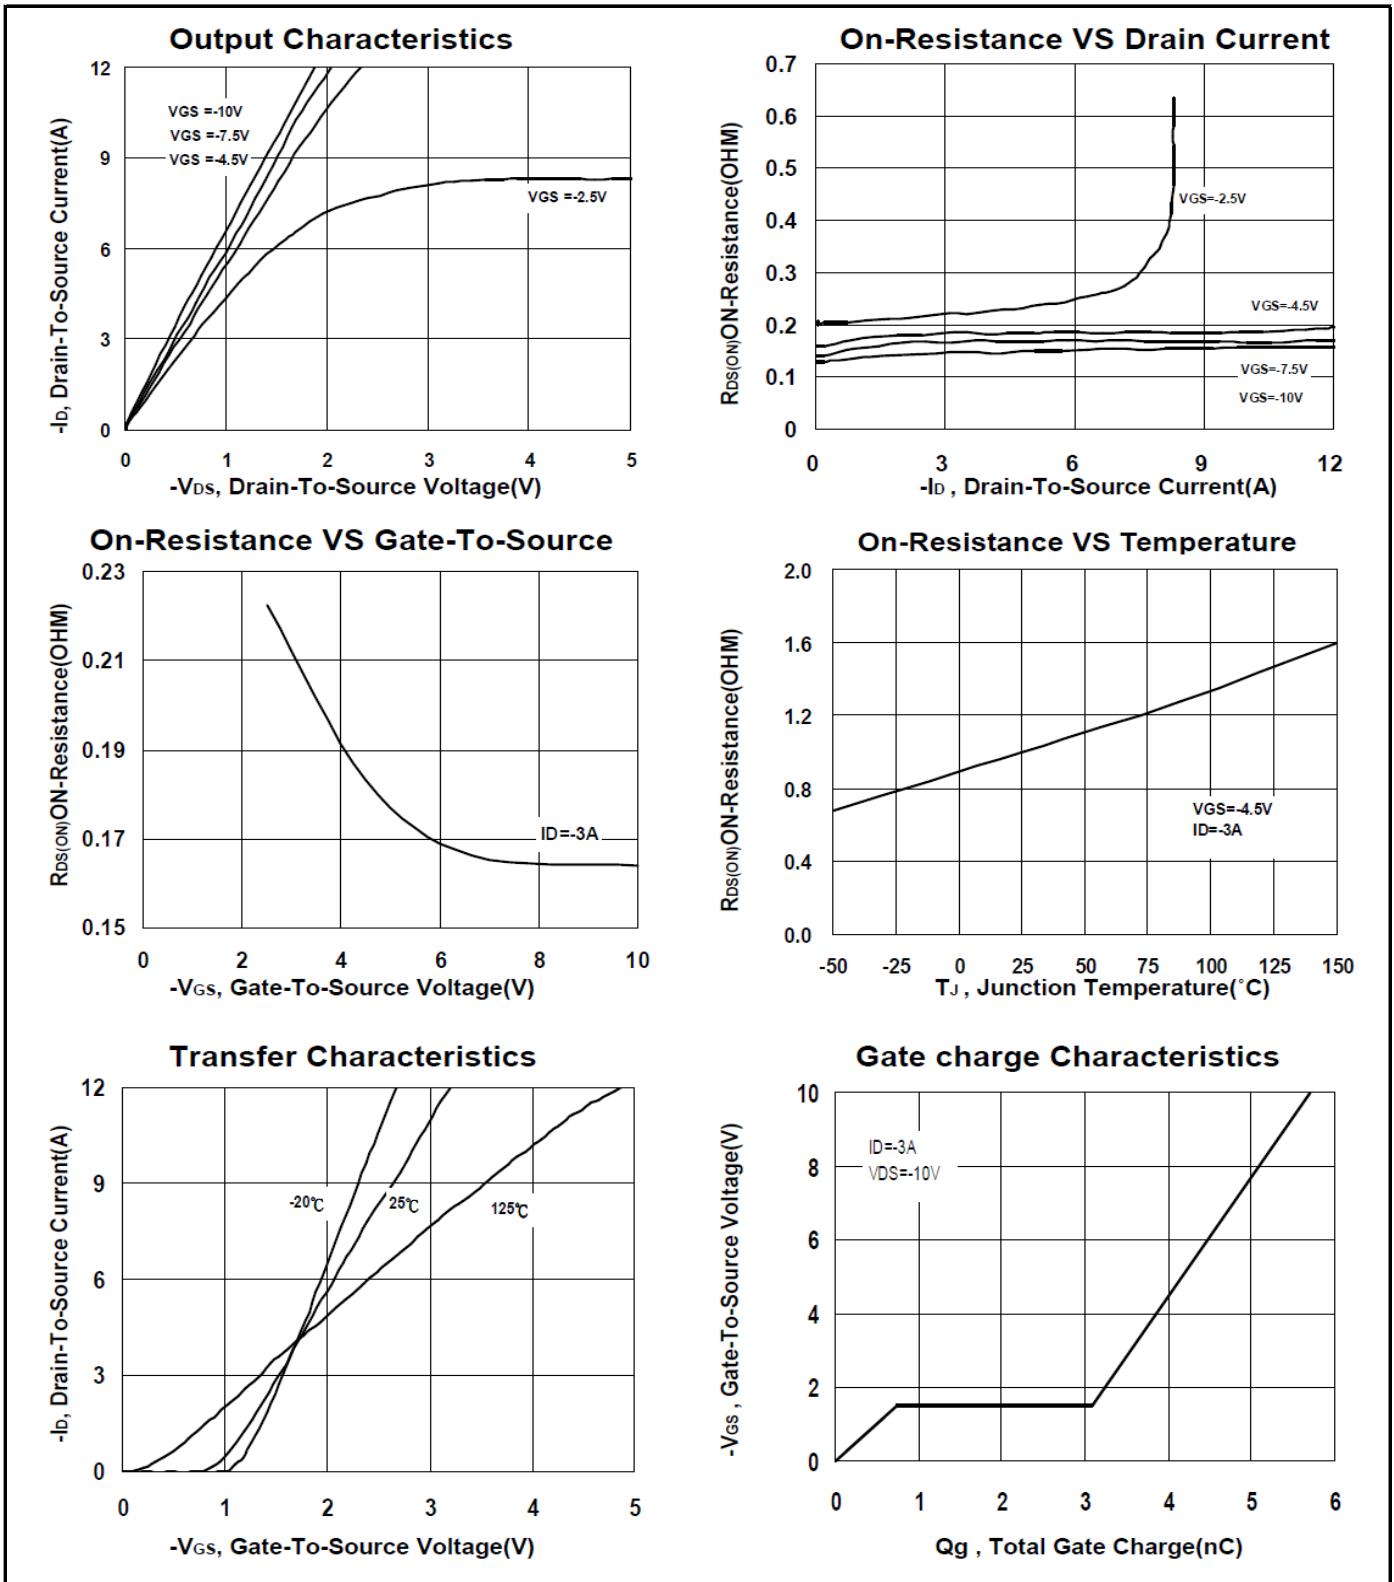 Output Characteristics
12
9
6
3
0
-ID, Drain-To-Source Current(A)
VGS =-10V
VGS =-7.5V
VGS =-4.5V
VGS =-2.5V
0 1 2 3 4 5
-VDS, Drain-To-Source Voltage(V)
On-Resistance VS Drain Current
0.7
0.6
0.5
0.4
0.3
0.2
0.1
0
RDS(ON)ON-Resistance(OHM)
VGS=-2.5V
VGS=-4.5V
VGS=-7.5V
VGS=-10V
0 3 6 9 12
-ID , Drain-To-Source Current(A)
On-Resistance VS Gate-To-Source
0.23
0.21
0.19
0.17
0.15
RDS(ON)ON-Resistance(OHM)
ID=-3A
0 2 4 6 8 10
-VGS, Gate-To-Source Voltage(V)
On-Resistance VS Temperature
2.0
1.6
1.2
0.8
0.4
0.0
RDS(ON)ON-Resistance(OHM)
VGS=-4.5V
ID=-3A
-50 -25 0 25 50 75 100 125 150
TJ , Junction Temperature(°C)
Transfer Characteristics
12
9
6
3
0
-ID, Drain-To-Source Current(A)
-20℃
25℃
125℃
0 1 2 3 4 5
-VGS, Gate-To-Source Voltage(V)
Gate charge Characteristics
10
8
6
4
2
0
-VGS , Gate-To-Source Voltage(V)
ID=-3A
VDS=-10V
0 1 2 3 4 5 6
Qg , Total Gate Charge(nC)